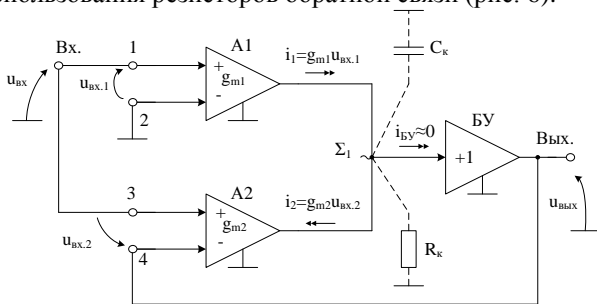 использования резисторов обратной связи (рис. 6).
Вх.
1
A1
i₁=gm1uвх.1
Cк
+
gm1
-
uвх
uвх.1
2
Σ₁
iБУ≈0
БУ
+1
Вых.
3
A2
i₂=gm2uвх.2
+
gm2
-
uвх.2
4
Rк
uвых